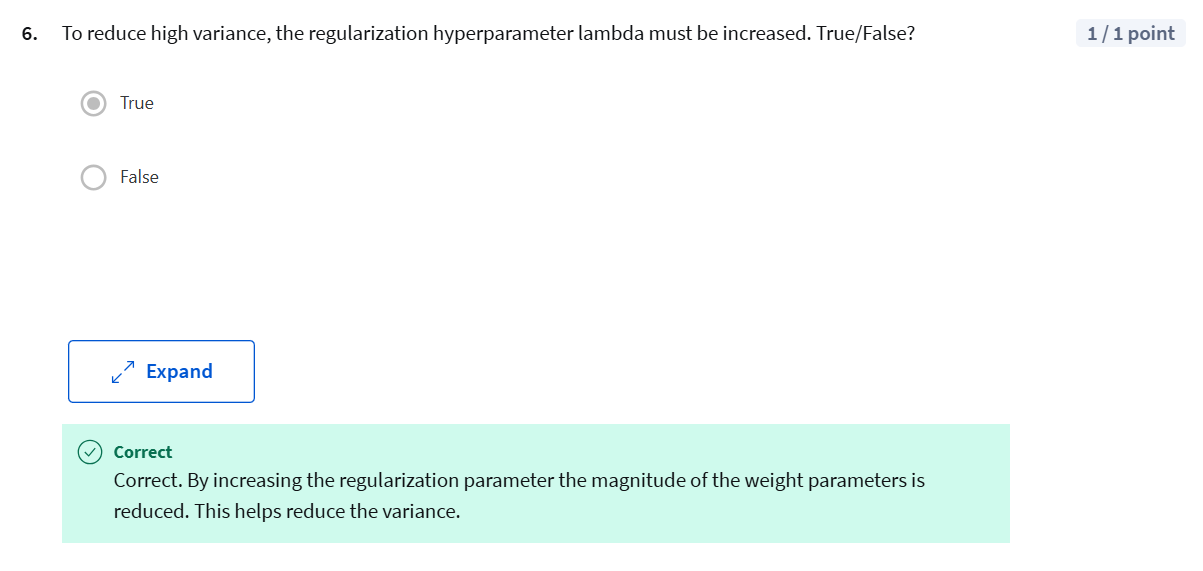 6. To reduce high variance, the regularization hyperparameter lambda must be increased. True/False?
1 / 1 point
True
False
Expand
Correct
Correct. By increasing the regularization parameter the magnitude of the weight parameters is
reduced. This helps reduce the variance.